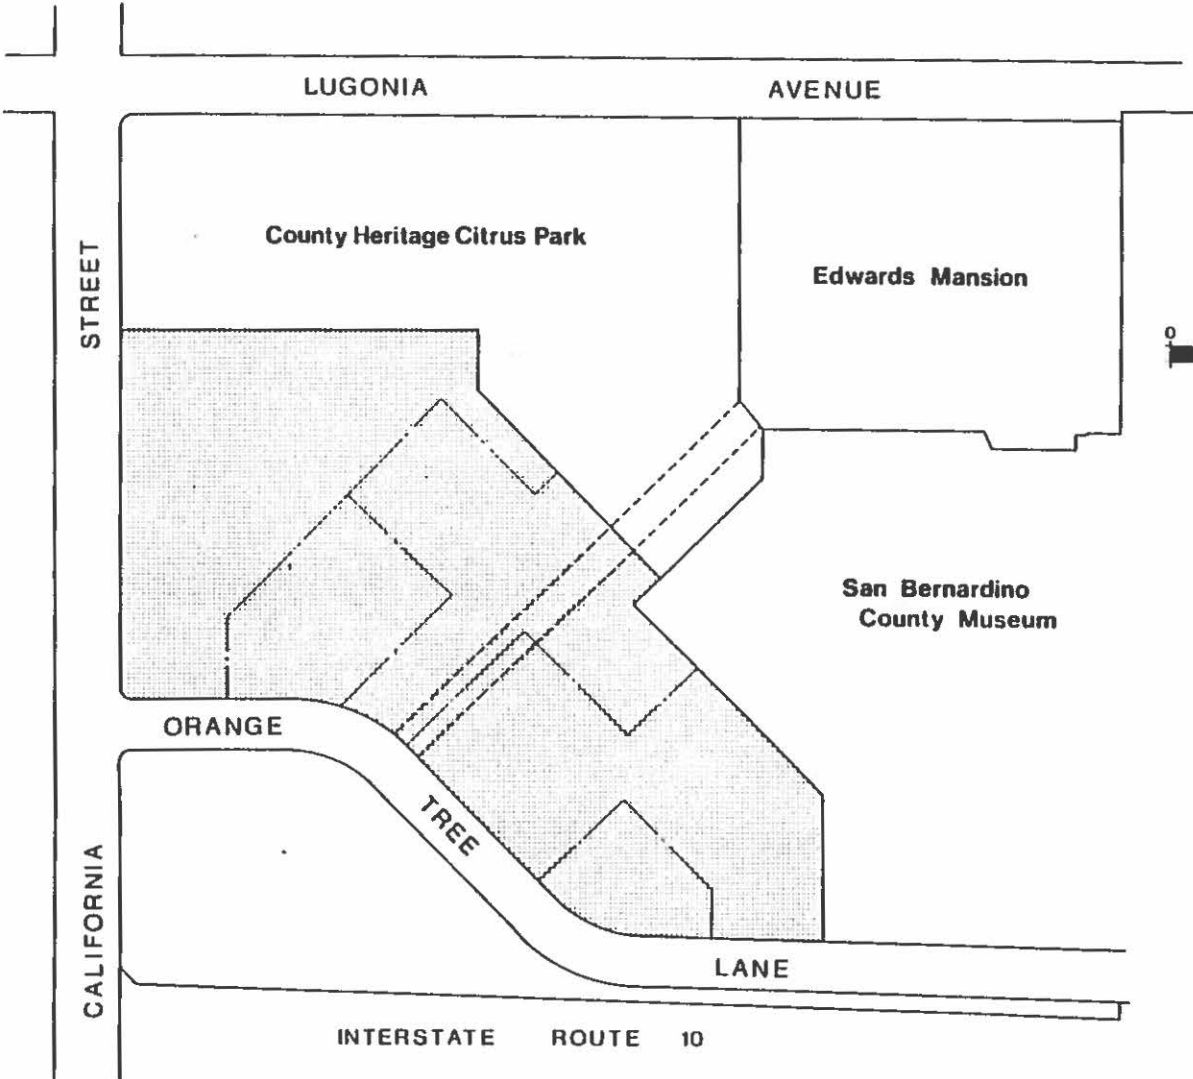 LUGONIA AVENUE
County Heritage Citrus Park
Edwards Mansion
STREET
0
San Bernardino
County Museum
ORANGE
TREE
CALIFORNIA
LANE
INTERSTATE ROUTE 10